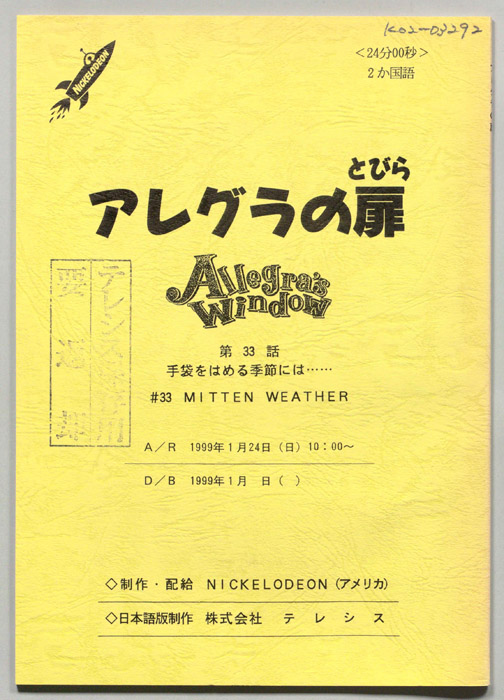 K02-03292
NICKELODEON
<24分00秒>
2か国語
とびら
アレグラの扉
Allegra's
Window
第 33 話
手袋をはめる季節には……
#33 MITTEN WEATHER
A/R 1999年1月24日(日)10:00~
D/B 1999年1月 日( )
◇制作・配給 NICKELODEON(アメリカ)
◇日本語版制作 株式会社 テレシス
要返却